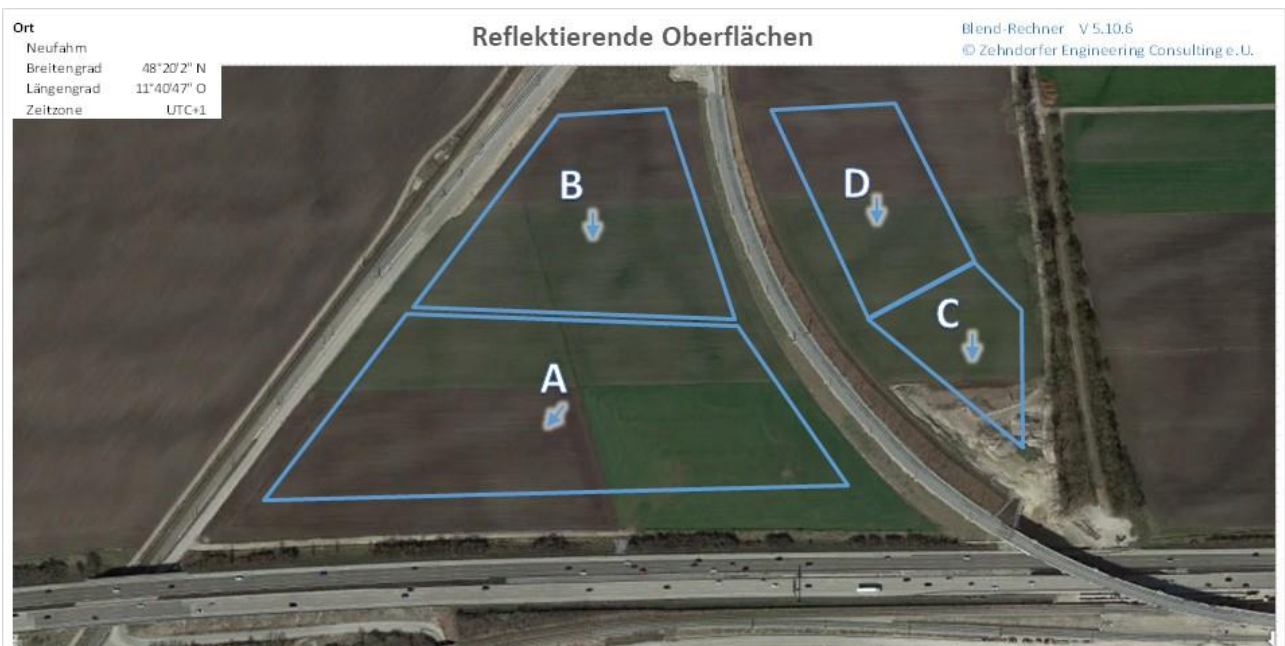 Ort
Neufahrn
Breitengrad 48°20'2" N
Längengrad 11°40'47" O
Zeitzone UTC+1
Reflektierende Oberflächen
Blend-Rechner V 5.10.6
© Zehndorfer Engineering Consulting e.U.
B
D
C
A